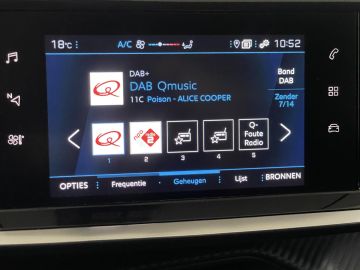 18°c A/C 10:52
DAB+
DAB Qmusic
11C Poison - ALICE COOPER
Band
DAB
Zender
7/14
Q-
Foute
Radio
1 2 3 4 5
OPTIES Frequentie Geheugen Lijst BRONNEN